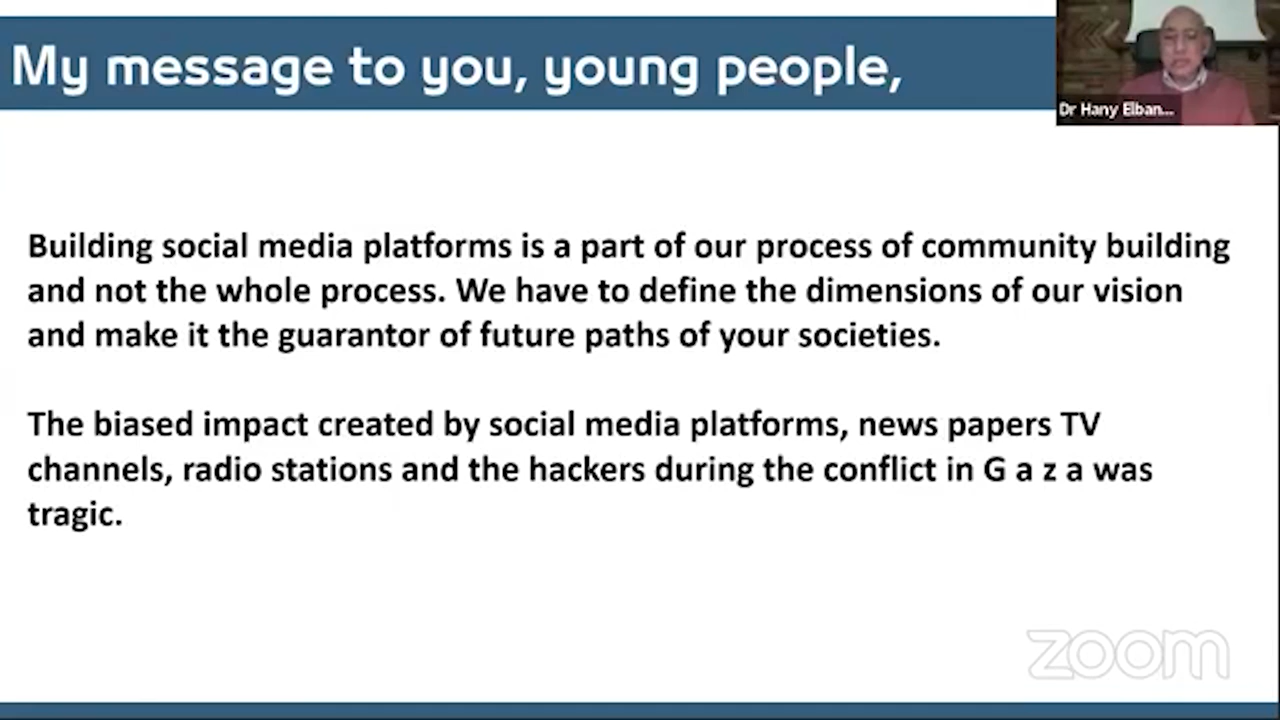 My message to you, young people,
Dr Hany Elban...
Building social media platforms is a part of our process of community building
and not the whole process. We have to define the dimensions of our vision
and make it the guarantor of future paths of your societies.
The biased impact created by social media platforms, news papers TV
channels, radio stations and the hackers during the conflict in G a z a was
tragic.
zoom